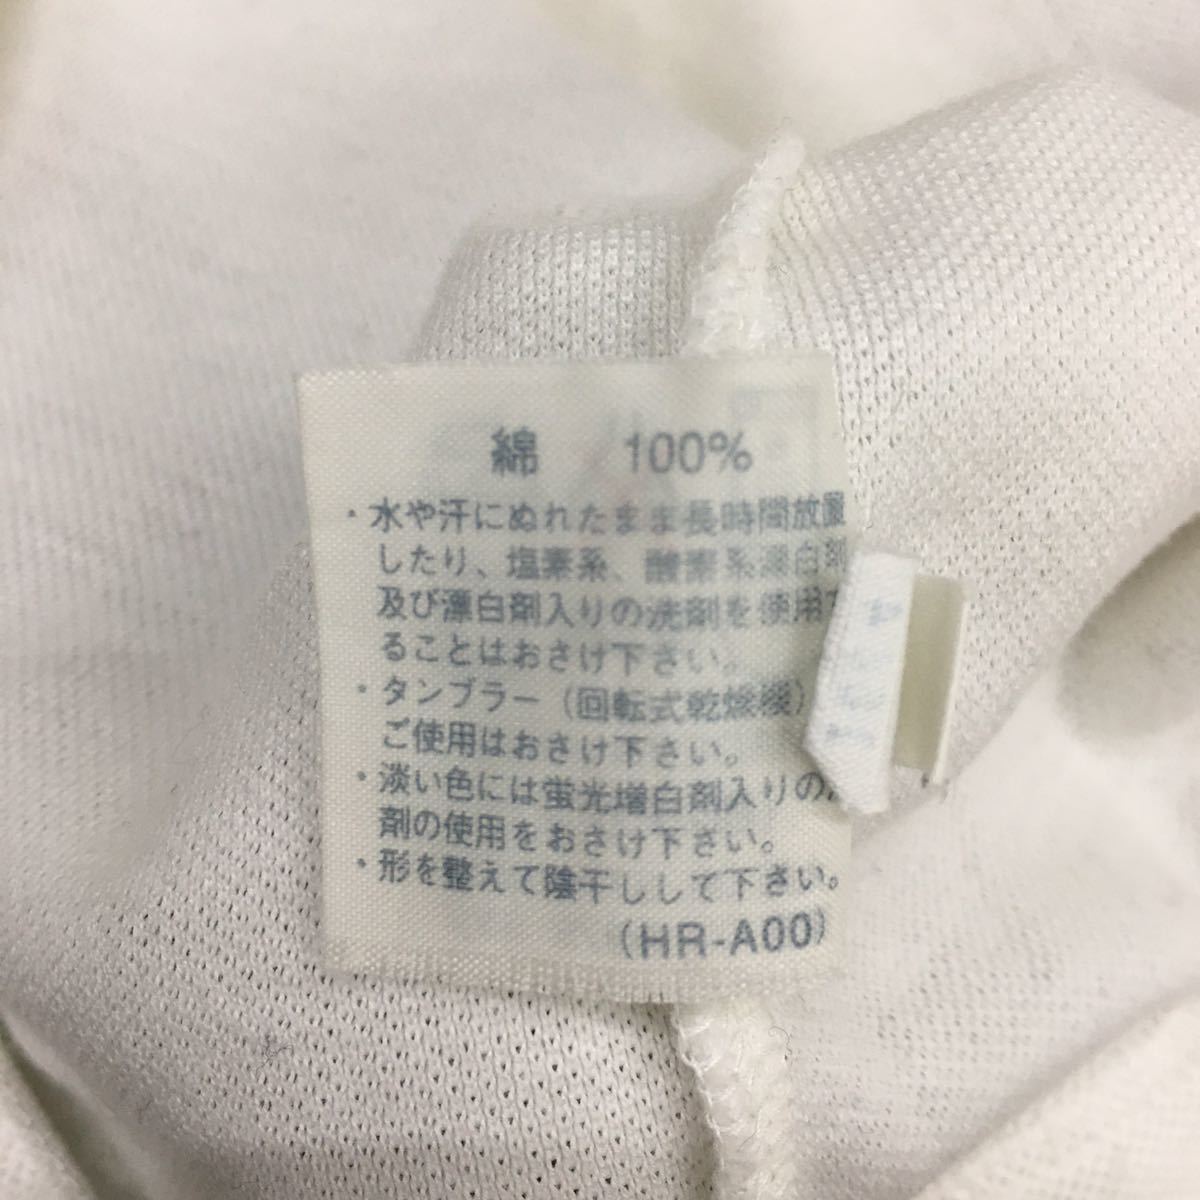 綿 100%
・水や汗にぬれたまま長時間放置
したり、塩素系、酸素系漂白剤
及び漂白剤入りの洗剤を使用す
ることはおさけ下さい。
・タンブラー（回転式乾燥機）
ご使用はおさけ下さい。
・淡い色には蛍光増白剤入りの
剤の使用をおさけ下さい。
・形を整えて陰干しして下さい。
(HR-A00)